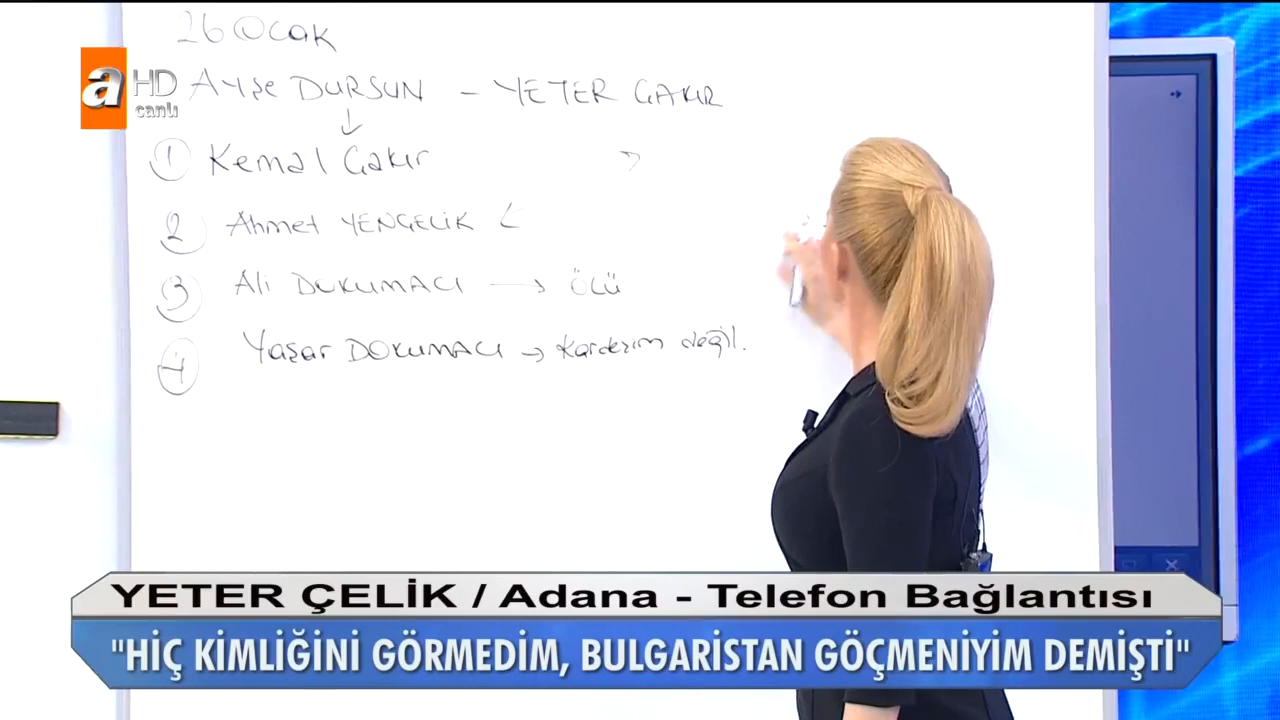 26 Ocak
a HD
canlı
Ayşe DURSUN - YETER ÇAKIR
1 Kemal Çakır
2 Ahmet YENGELİK
3 Ali DOKUMACI → ÖLÜ
4 Yaşar DOKUMACI → Kardeşim değil.
YETER ÇELİK / Adana - Telefon Bağlantısı
"HİÇ KİMLİĞİNİ GÖRMEDİM, BULGARİSTAN GÖÇMENİYİM DEMİŞTİ"